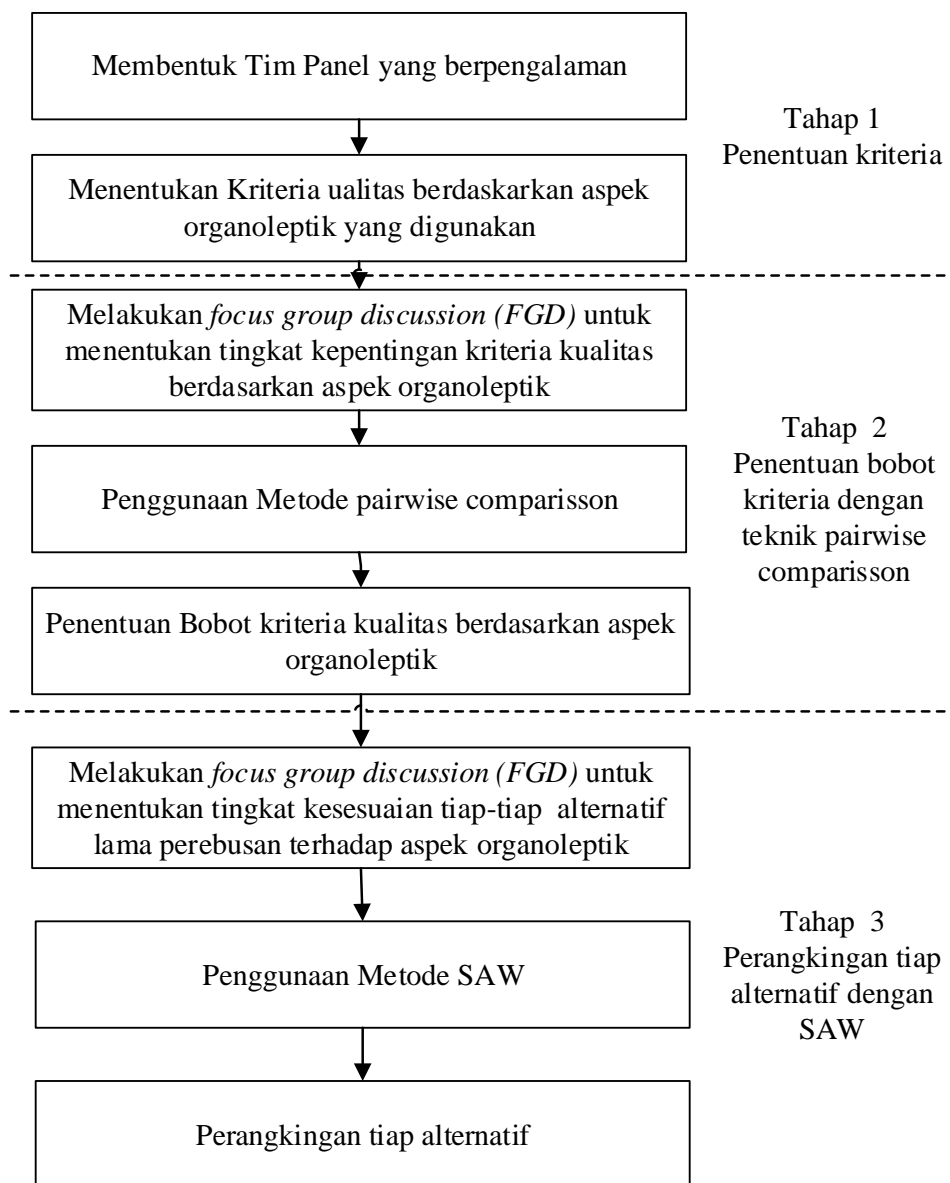 Membentuk Tim Panel yang berpengalaman
Tahap 1
Penentuan kriteria
Menentukan Kriteria ualitas berdaskarkan aspek
organoleptik yang digunakan
Melakukan focus group discussion (FGD) untuk
menentukan tingkat kepentingan kriteria kualitas
berdasarkan aspek organoleptik
Penggunaan Metode pairwise comparisson
Penentuan Bobot kriteria kualitas berdasarkan aspek
organoleptik
Tahap 2
Penentuan bobot
kriteria dengan
teknik pairwise
comparisson
Melakukan focus group discussion (FGD) untuk
menentukan tingkat kesesuaian tiap-tiap alternatif
lama perebusan terhadap aspek organoleptik
Penggunaan Metode SAW
Perangkingan tiap alternatif
Tahap 3
Perangkingan tiap
alternatif dengan
SAW